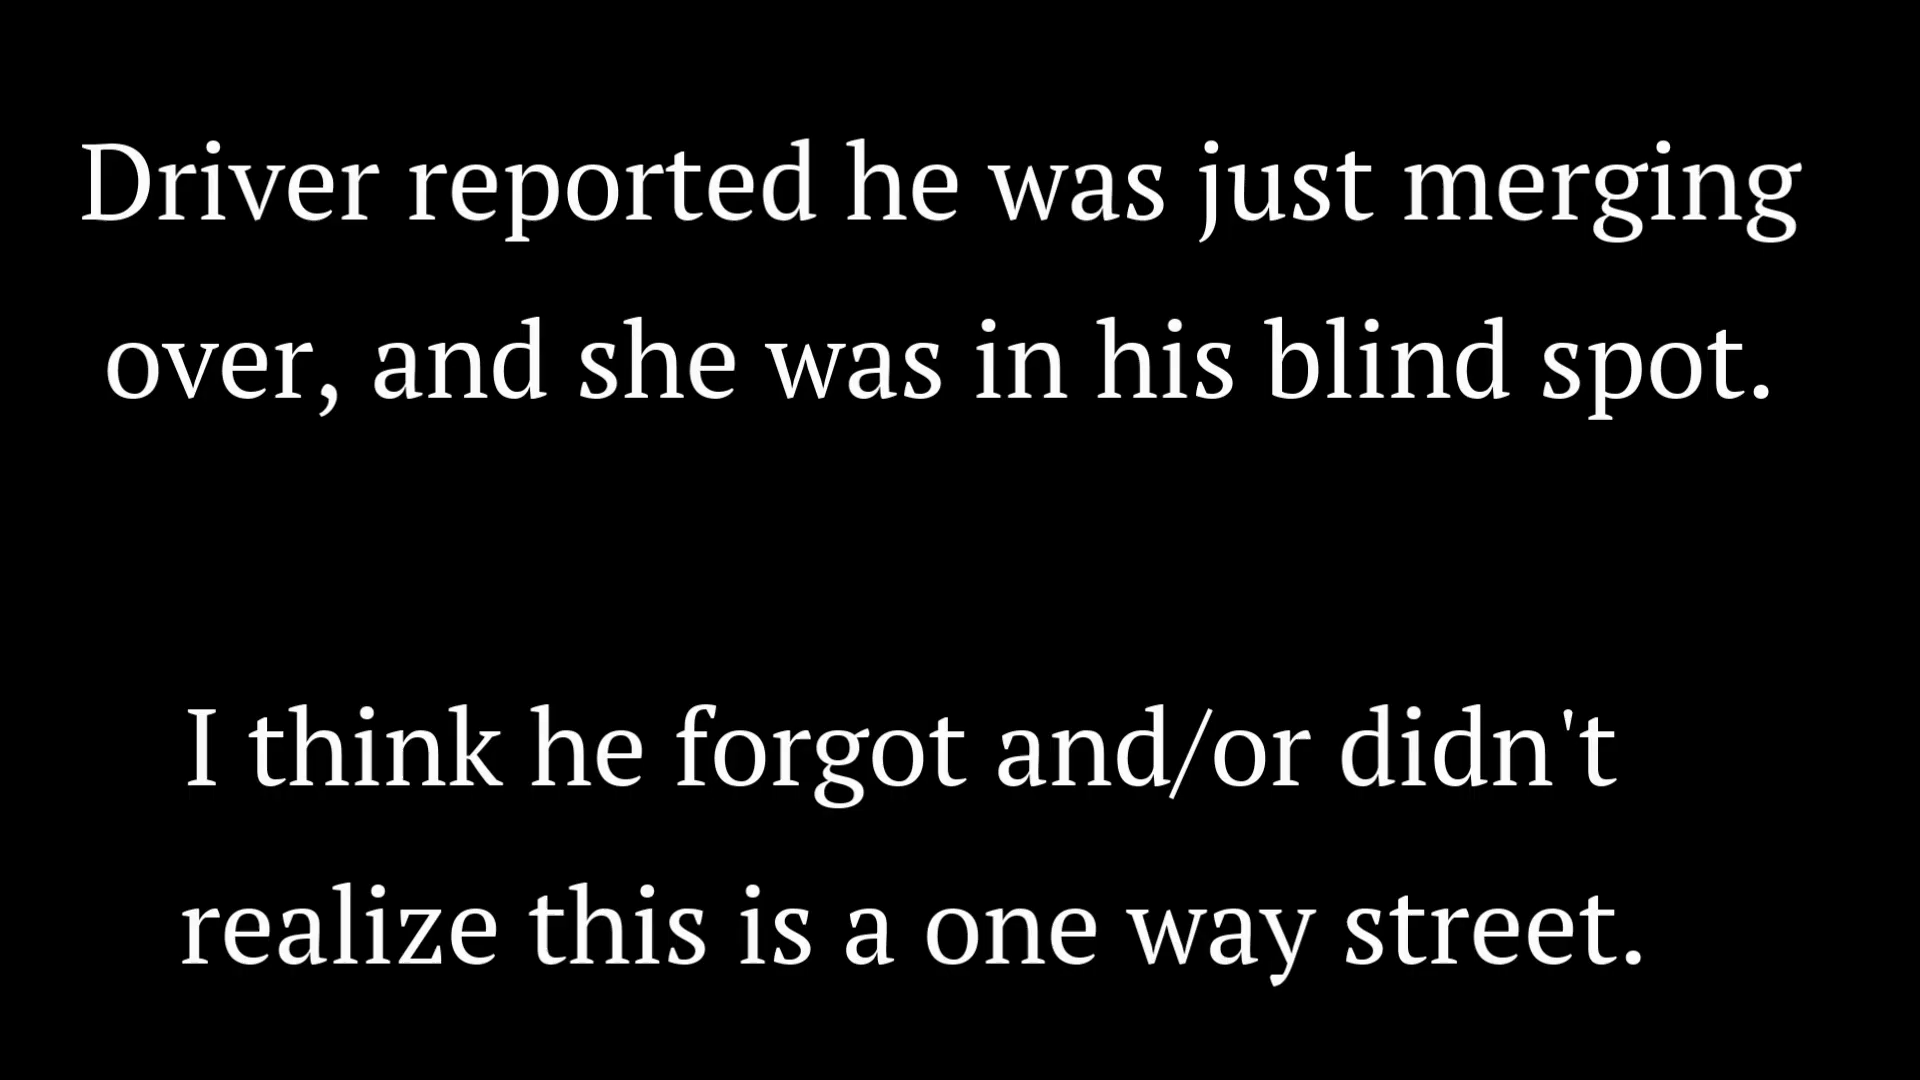 Driver reported he was just merging
over, and she was in his blind spot.
I think he forgot and/or didn't
realize this is a one way street.